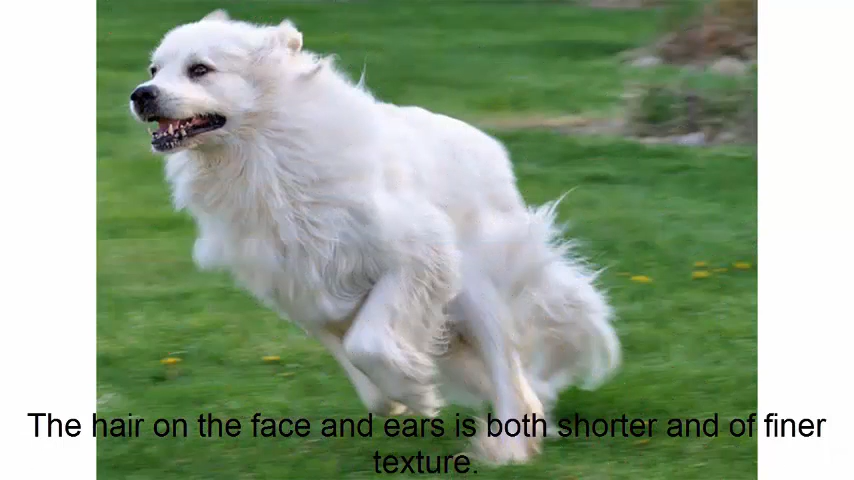 The hair on the face and ears is both shorter and of finer
texture.